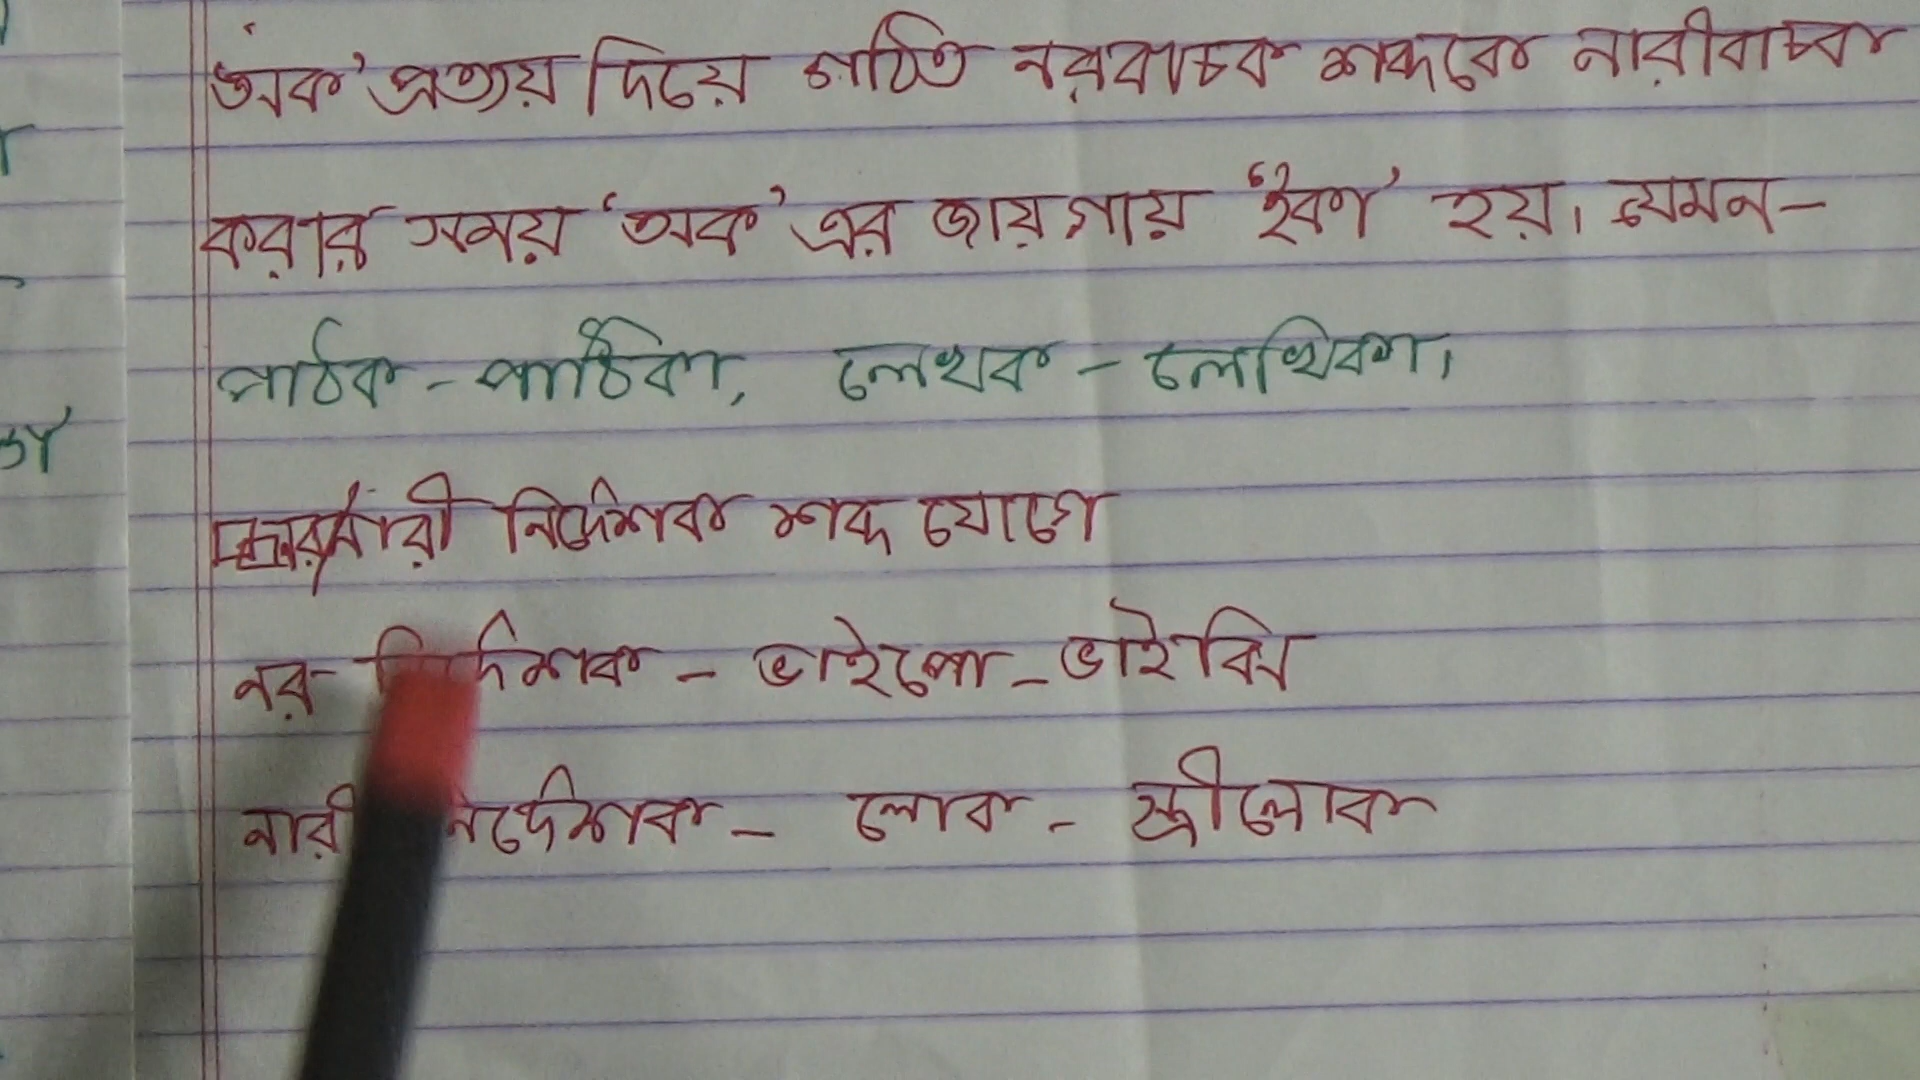 'অক' প্রত্যয় দিয়ে গঠিত নরবাচক শব্দকে নারীবাচক
করার সময় 'অক' এর জায়গায় 'ইকা' হয়। যেমন-
পাঠক - পাঠিকা, লেখক - লেখিকা।
নারী নির্দেশক শব্দ যোগে
নর নির্দেশক - ভাইপো - ভাইঝি
নারী নির্দেশক - লোক - স্ত্রীলোক